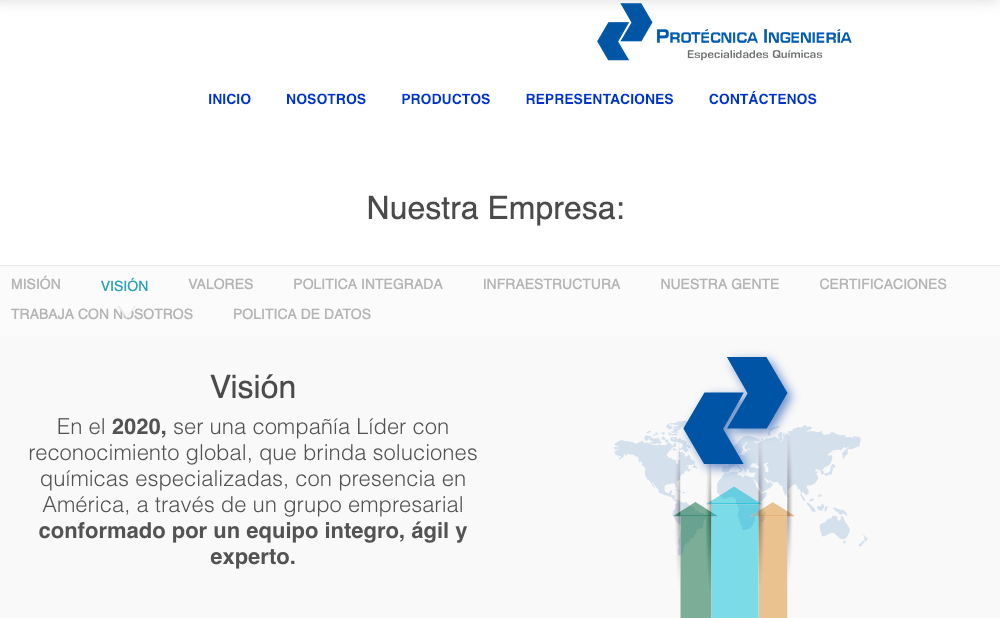 PROTÉCNICA INGENIERÍA
Especialidades Químicas
INICIO NOSOTROS PRODUCTOS REPRESENTACIONES CONTÁCTENOS
Nuestra Empresa:
MISIÓN VISIÓN VALORES POLITICA INTEGRADA INFRAESTRUCTURA NUESTRA GENTE CERTIFICACIONES
TRABAJA CON NOSOTROS POLITICA DE DATOS
Visión
En el 2020, ser una compañía Líder con
reconocimiento global, que brinda soluciones
químicas especializadas, con presencia en
América, a través de un grupo empresarial
conformado por un equipo integro, ágil y
experto.